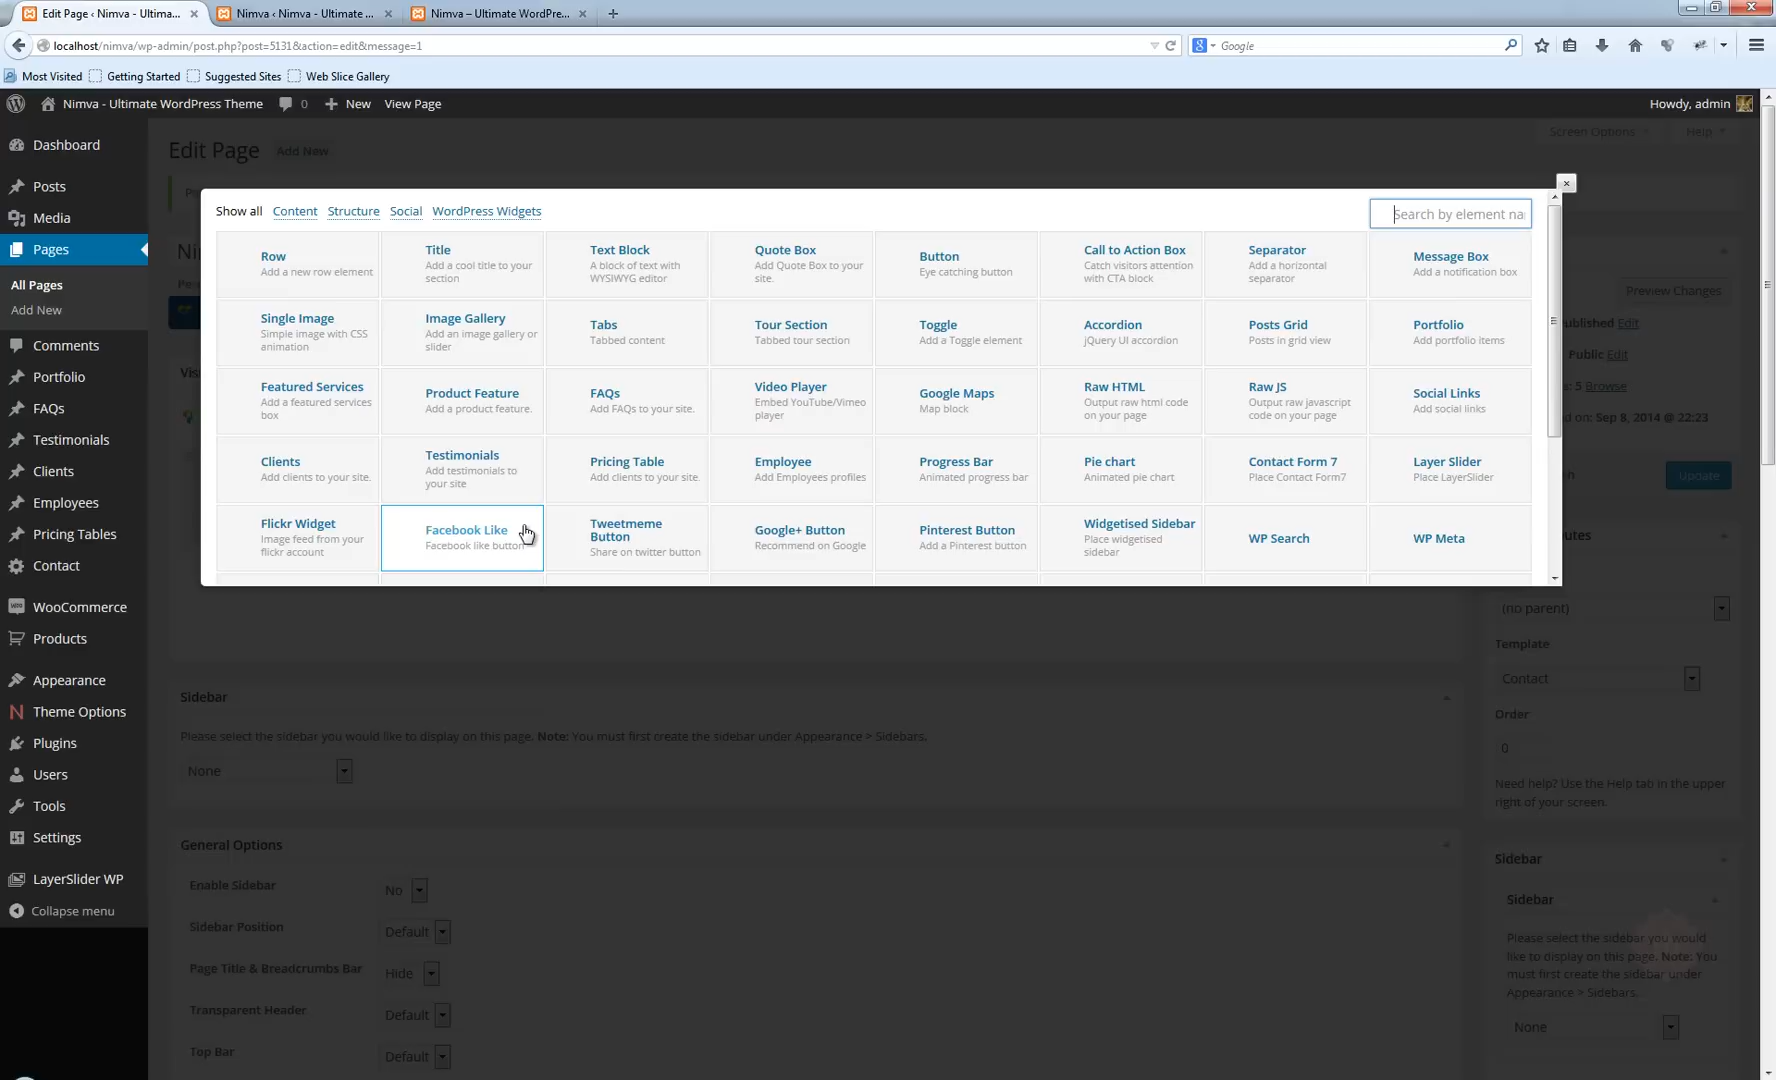 Edit Page ‹ Nimva - Ultima...
Nimva ‹ Nimva - Ultimate ...
Nimva – Ultimate WordPre...
localhost/nimva/wp-admin/post.php?post=5131&action=edit&message=1
Google
Most Visited
Getting Started
Suggested Sites
Web Slice Gallery
Nimva - Ultimate WordPress Theme
0
New
View Page
Howdy, admin
Dashboard
Posts
Media
Pages
All Pages
Add New
Comments
Portfolio
FAQs
Testimonials
Clients
Employees
Pricing Tables
Contact
WooCommerce
Products
Appearance
Theme Options
Plugins
Users
Tools
Settings
LayerSlider WP
Collapse menu
Edit Page
Add New
Screen Options
Help
Show all
Content
Structure
Social
WordPress Widgets
Search by element na
Row
Add a new row element
Title
Add a cool title to your
section
Text Block
A block of text with
WYSIWYG editor
Quote Box
Add Quote Box to your
site.
Button
Eye catching button
Call to Action Box
Catch visitors attention
with CTA block
Separator
Add a horizontal
separator
Message Box
Add a notification box
Single Image
Simple image with CSS
animation
Image Gallery
Add an image gallery or
slider
Tabs
Tabbed content
Tour Section
Tabbed tour section
Toggle
Add a Toggle element
Accordion
jQuery UI accordion
Posts Grid
Posts in grid view
Portfolio
Add portfolio items
Featured Services
Add a featured services
box
Product Feature
Add a product feature.
FAQs
Add FAQs to your site.
Video Player
Embed YouTube/Vimeo
player
Google Maps
Map block
Raw HTML
Output raw html code
on your page
Raw JS
Output raw javascript
code on your page
Social Links
Add social links
Clients
Add clients to your site.
Testimonials
Add testimonials to
your site
Pricing Table
Add clients to your site.
Employee
Add Employees profiles
Progress Bar
Animated progress bar
Pie chart
Animated pie chart
Contact Form 7
Place Contact Form7
Layer Slider
Place LayerSlider
Flickr Widget
Image feed from your
flickr account
Facebook Like
Facebook like button
Tweetmeme
Button
Share on twitter button
Google+ Button
Recommend on Google
Pinterest Button
Add a Pinterest button
Widgetised Sidebar
Place widgetised
sidebar
WP Search
WP Meta
Preview Changes
Edit
Public Edit
5 Browse
Sep 8, 2014 @ 22:23
Update
(no parent)
Template
Contact
Order
0
Need help? Use the Help tab in the upper
right of your screen.
Sidebar
Please select the sidebar you would like to display on this page. Note: You must first create the sidebar under Appearance > Sidebars.
None
General Options
Enable Sidebar
No
Sidebar Position
Default
Page Title & Breadcrumbs Bar
Hide
Transparent Header
Default
Top Bar
Default
Sidebar
Sidebar
Please select the sidebar you would
like to display on this page. Note: You
must first create the sidebar under
Appearance > Sidebars.
None